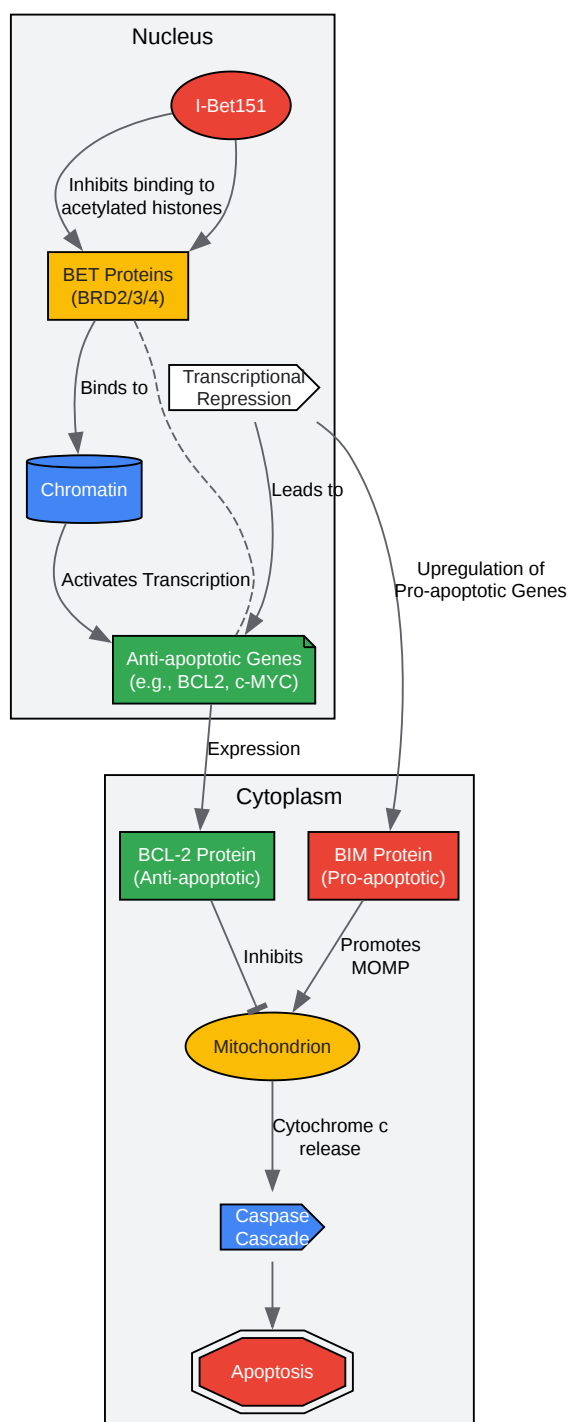 Nucleus
I-Bet151
Inhibits binding to
acetylated histones
BET Proteins
(BRD2/3/4)
Transcriptional
Repression
Binds to
Chromatin
Leads to
Activates Transcription
Upregulation of
Pro-apoptotic Genes
Anti-apoptotic Genes
(e.g., BCL2, c-MYC)
Expression
Cytoplasm
BCL-2 Protein
(Anti-apoptotic)
BIM Protein
(Pro-apoptotic)
Inhibits
Promotes
MOMP
Mitochondrion
Cytochrome c
release
Caspase
Cascade
Apoptosis